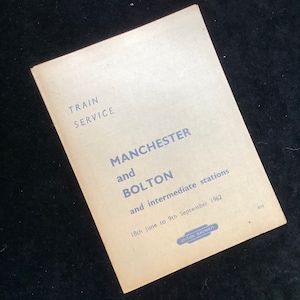 TRAIN
SERVICE
MANCHESTER
and
BOLTON
and intermediate stations
18th June to 9th September 1962